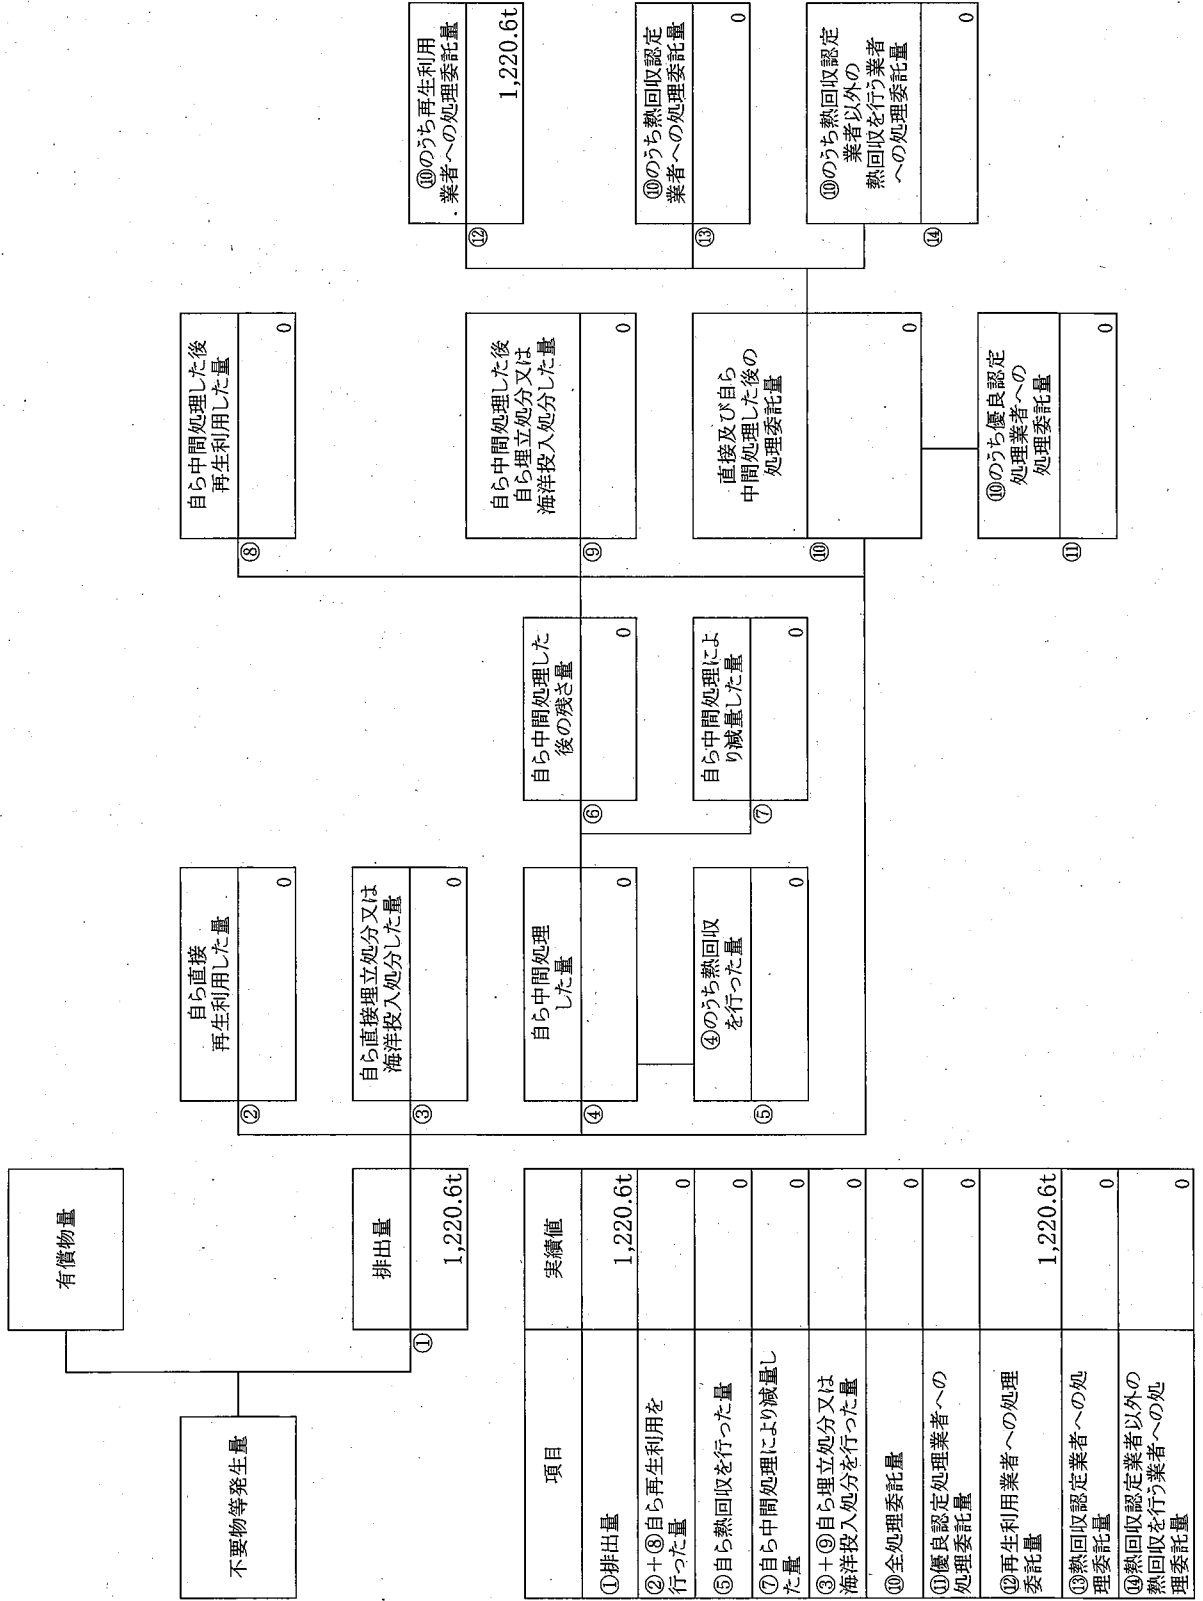 不要物等発生量
有償物量
①
排出量
1,220.6t
②
自ら直接
再生利用した量
0
③
自ら直接埋立処分又は
海洋投入処分した量
0
④
自ら中間処理
した量
0
⑤
④のうち熱回収
を行った量
0
⑥
自ら中間処理した
後の残さ量
0
⑦
自ら中間処理によ
り減量した量
0
⑧
自ら中間処理した後
再生利用した量
0
⑨
自ら中間処理した後
自ら埋立処分又は
海洋投入処分した量
0
⑩
直接及び自ら
中間処理した後の
処理委託量
0
⑪
⑩のうち優良認定
処理業者への
処理委託量
0
⑫
⑩のうち再生利用
業者への処理委託量
1,220.6t
⑬
⑩のうち熱回収認定
業者への処理委託量
0
⑭
⑩のうち熱回収認定
業者以外の
熱回収を行う業者
への処理委託量
0
項目 実績値
①排出量 1,220.6t
②+⑧自ら再生利用を
行った量 0
⑤自ら熱回収を行った量 0
⑦自ら中間処理により減量し
た量 0
③+⑨自ら埋立処分又は
海洋投入処分を行った量 0
⑩全処理委託量 0
⑪優良認定処理業者への
処理委託量 0
⑫再生利用業者への処理
委託量 1,220.6t
⑬熱回収認定業者への処
理委託量 0
⑭熱回収認定業者以外の
熱回収を行う業者への処
理委託量 0